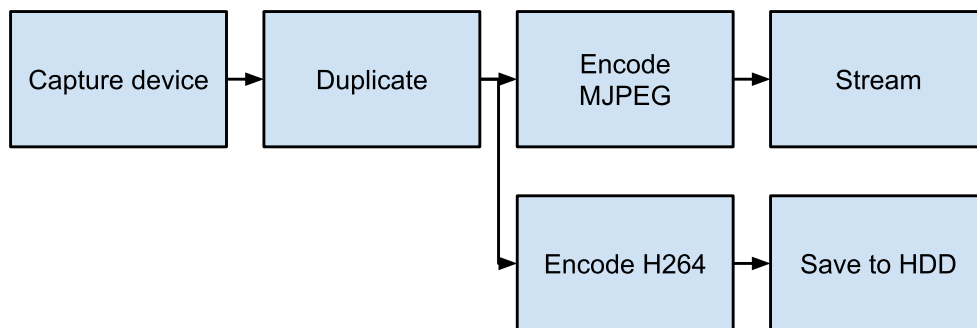 Capture device
Duplicate
Encode
MJPEG
Stream
Encode H264
Save to HDD